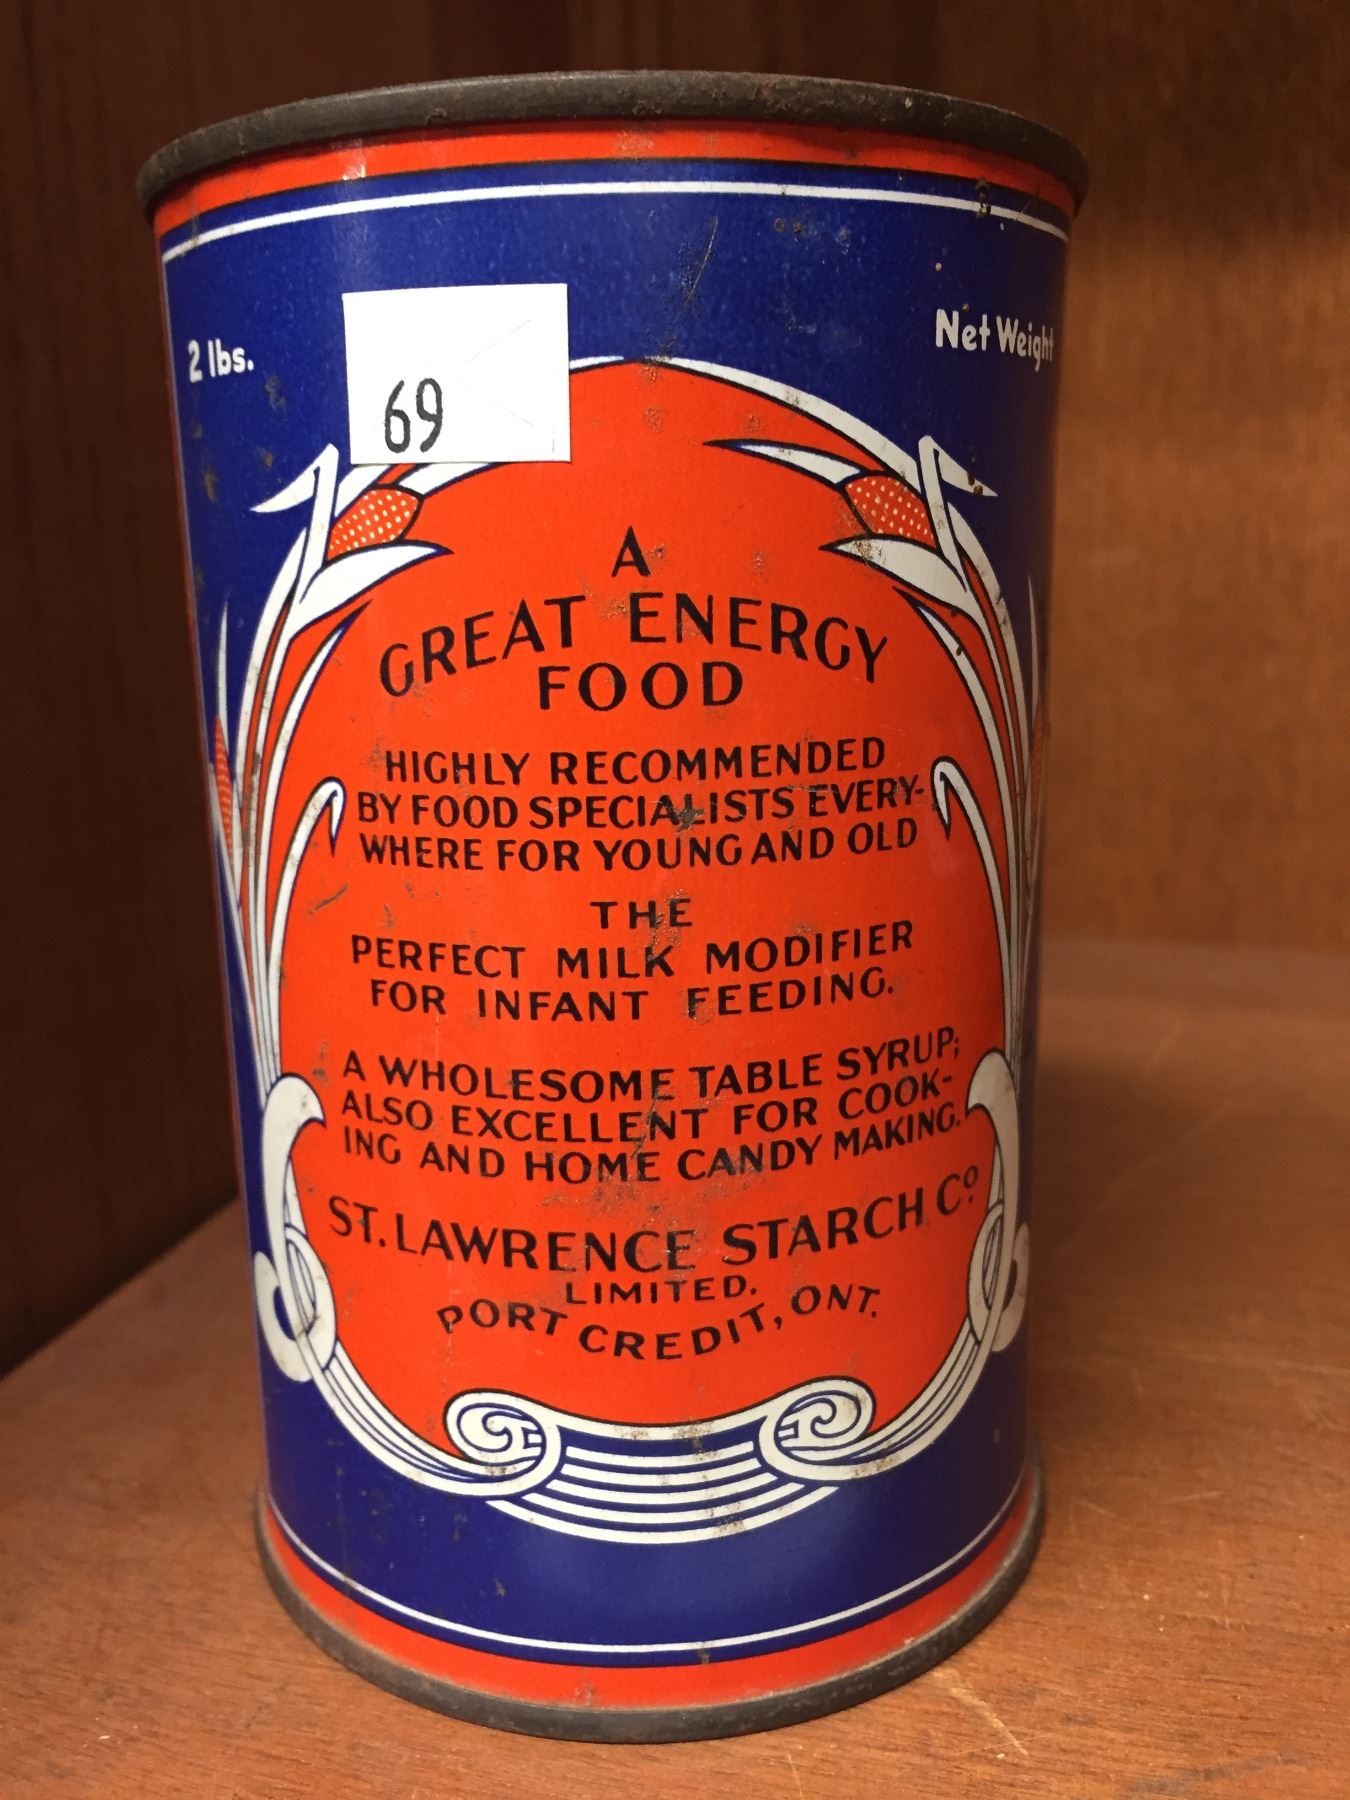 2 lbs.
Net Weight
69
A
GREAT ENERGY
FOOD
HIGHLY RECOMMENDED
BY FOOD SPECIALISTS EVERY-
WHERE FOR YOUNG AND OLD
THE
PERFECT MILK MODIFIER
FOR INFANT FEEDING.
A WHOLESOME TABLE SYRUP;
ALSO EXCELLENT FOR COOK-
ING AND HOME CANDY MAKING.
ST. LAWRENCE STARCH Co.
LIMITED.
PORT CREDIT, ONT.